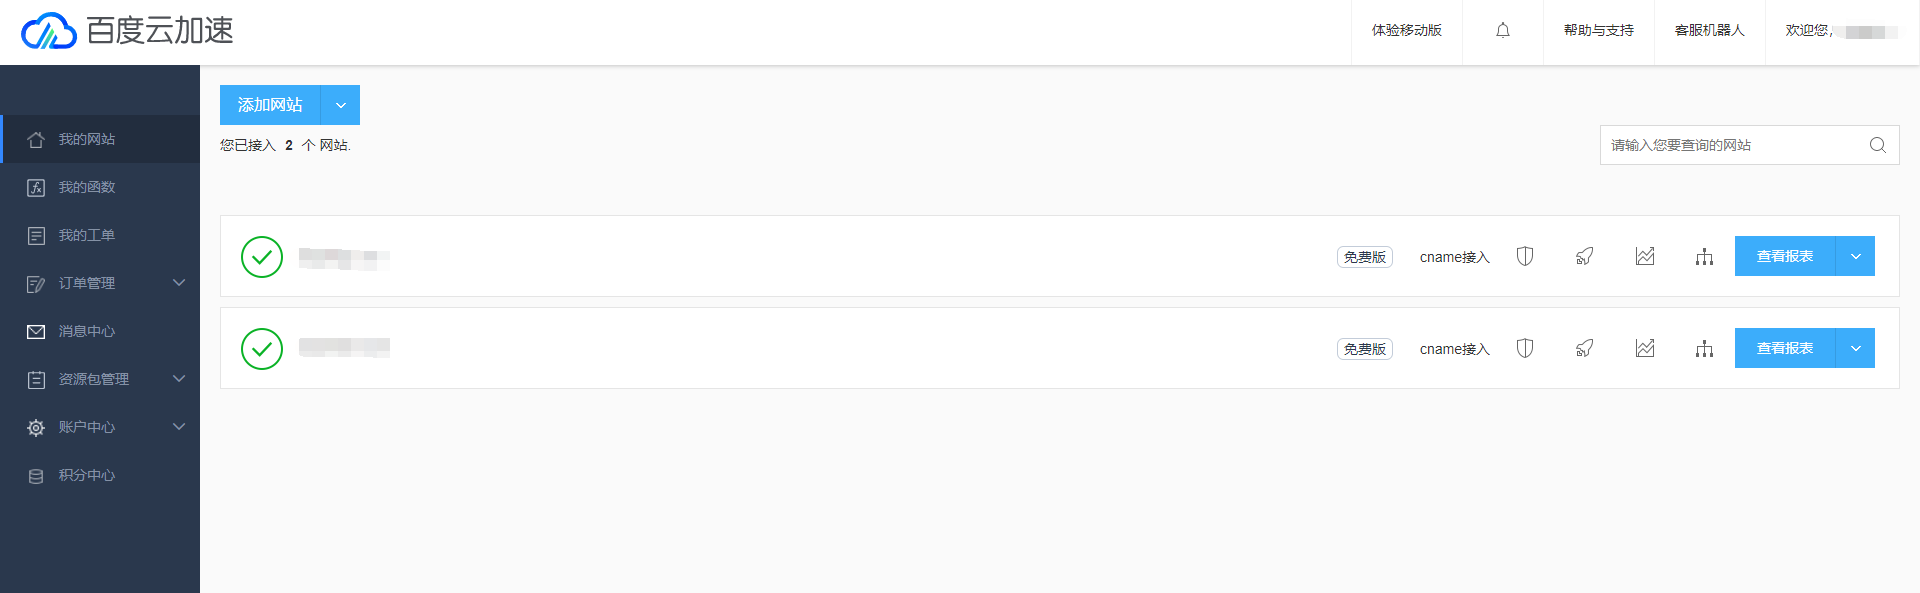 百度云加速
体验移动版
帮助与支持
客服机器人
欢迎您,
添加网站
您已接入 2 个 网站.
请输入您要查询的网站
我的网站
我的函数
我的工单
订单管理
消息中心
资源包管理
账户中心
积分中心
免费版 cname接入 查看报表
免费版 cname接入 查看报表